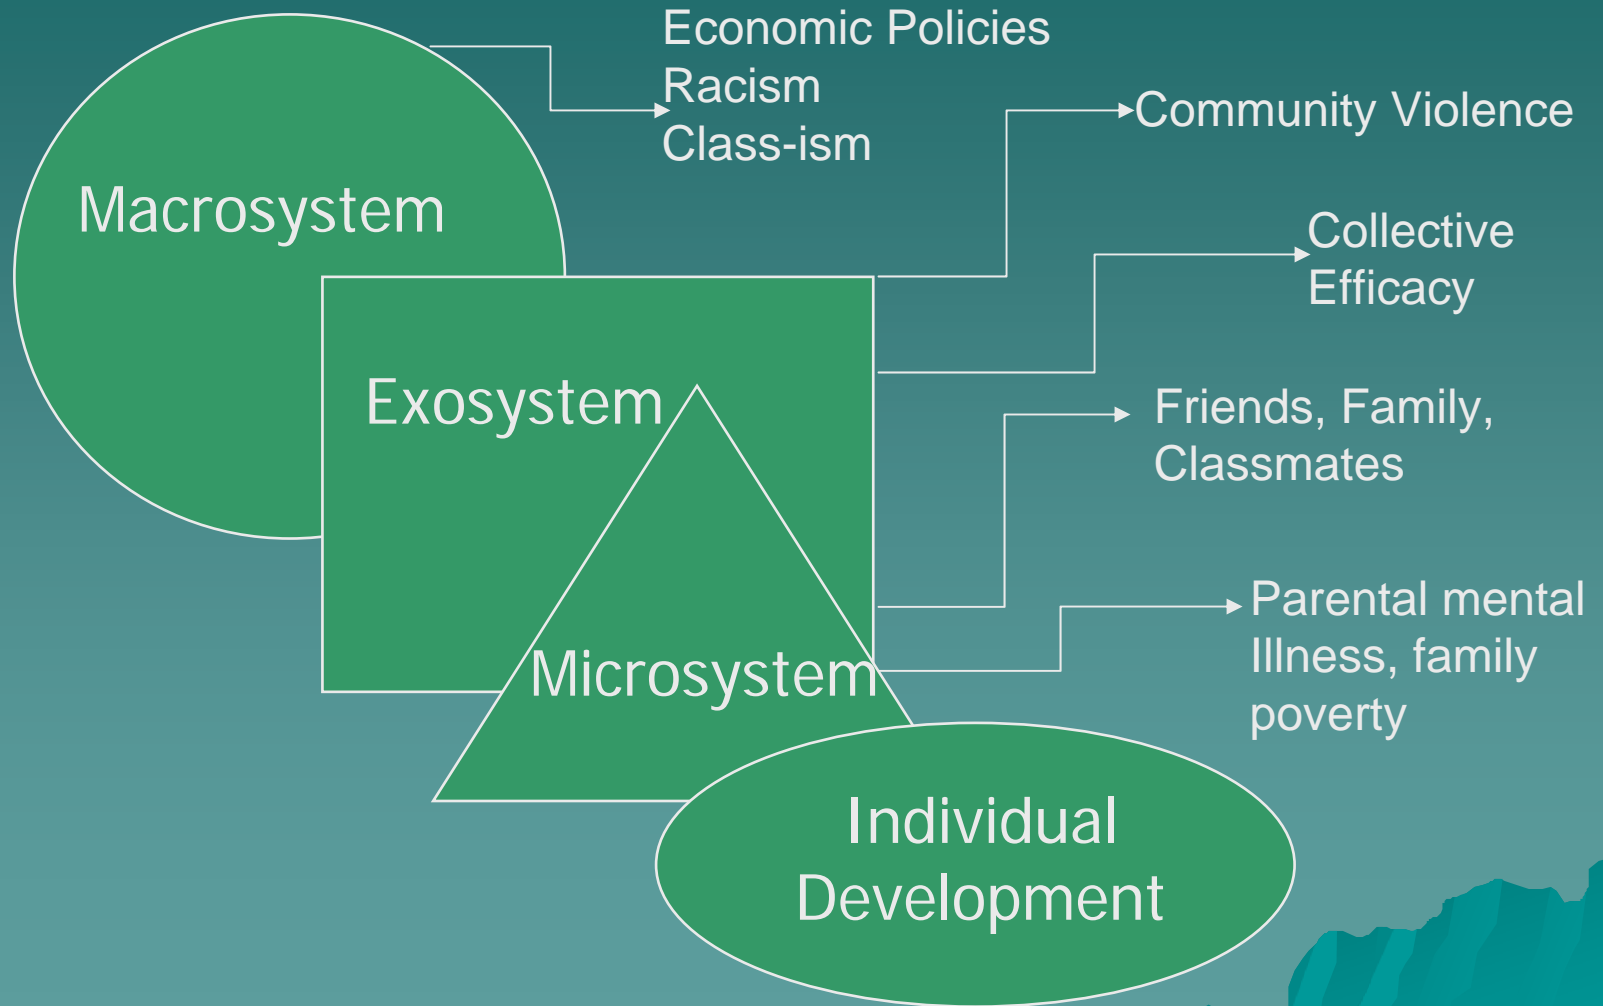 Economic Policies
Racism
Class-ism
Community Violence
Macrosystem
Collective
Efficacy
Exosystem
Friends, Family,
Classmates
Parental mental
Illness, family
poverty
Microsystem
Individual
Development